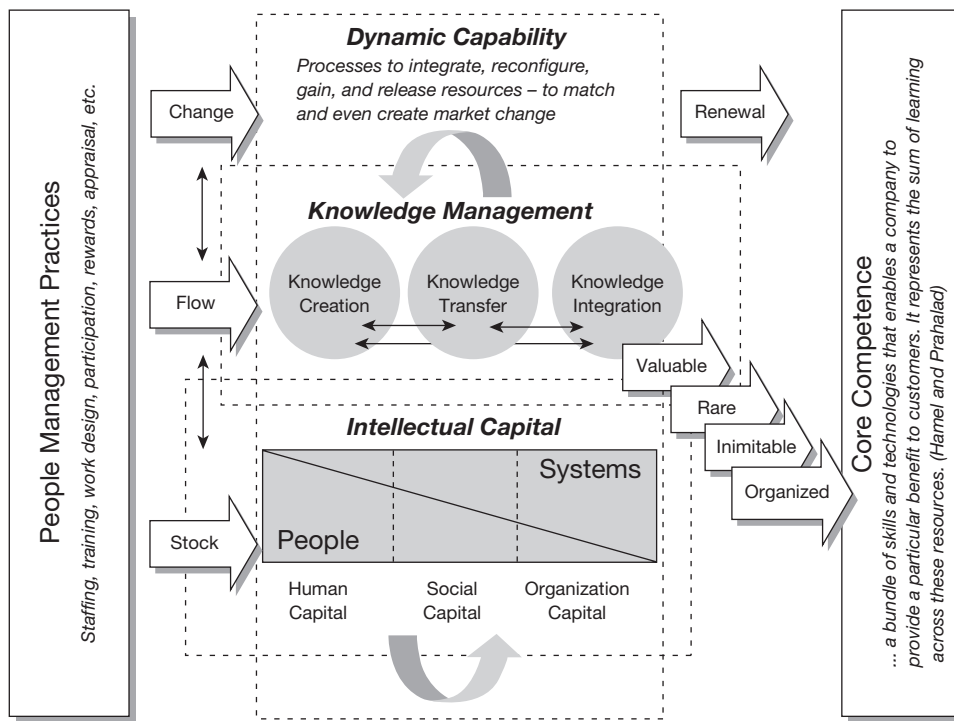 People Management Practices
Staffing, training, work design, participation, rewards, appraisal, etc.
Change
Flow
Stock
Dynamic Capability
Processes to integrate, reconfigure,
gain, and release resources – to match
and even create market change
Knowledge Management
Knowledge
Creation
Knowledge
Transfer
Knowledge
Integration
Intellectual Capital
Systems
People
Human
Capital
Social
Capital
Organization
Capital
Renewal
Valuable
Rare
Inimitable
Organized
Core Competence
... a bundle of skills and technologies that enables a company to
provide a particular benefit to customers. It represents the sum of learning
across these resources. (Hamel and Prahalad)